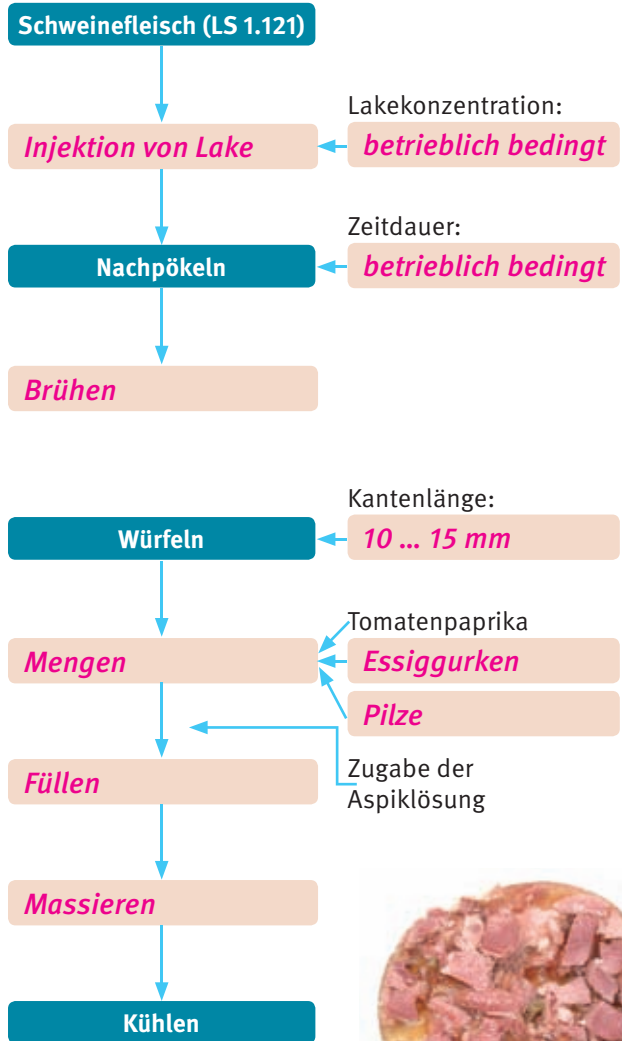 Schweinefleisch (LS 1.121)
Lakekonzentration:
Injektion von Lake
betrieblich bedingt
Zeitdauer:
Nachpökeln
betrieblich bedingt
Brühen
Kantenlänge:
Würfeln
10 ... 15 mm
Tomatenpaprika
Mengen
Essiggurken
Pilze
Zugabe der
Aspiklösung
Füllen
Massieren
Kühlen